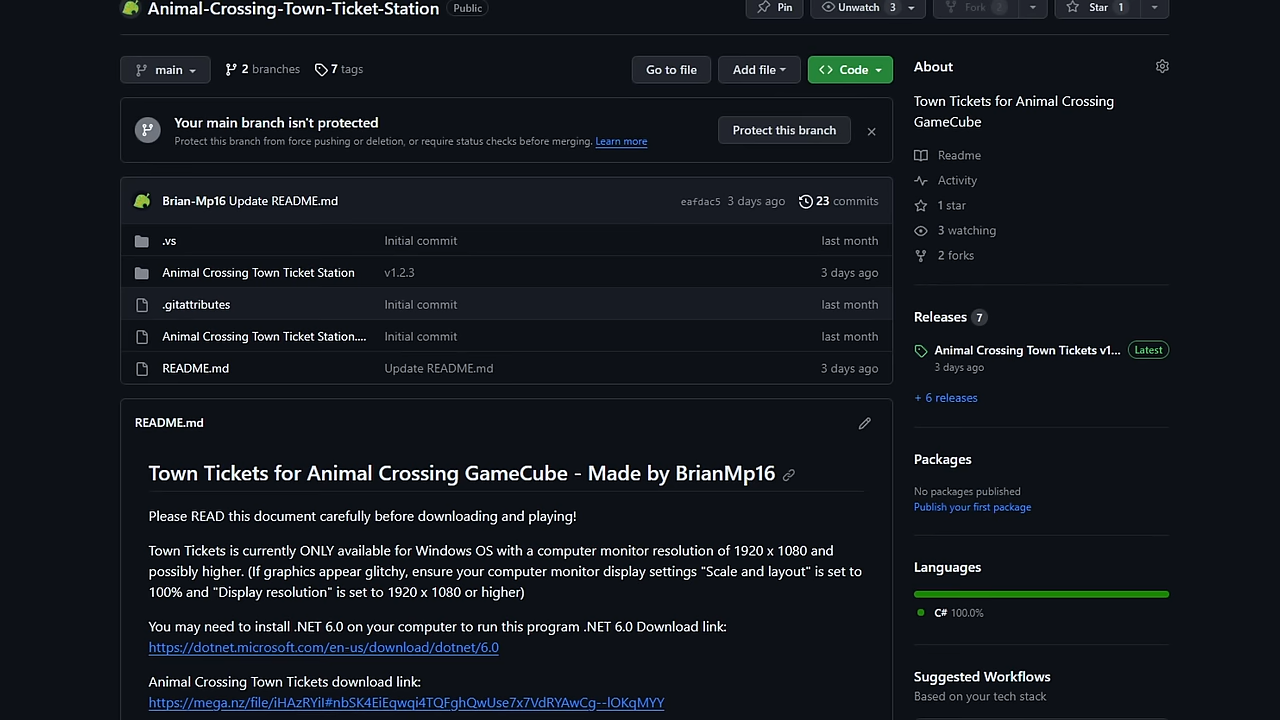 Animal-Crossing-Town-Ticket-Station Public Pin Unwatch 3 Fork 2 Star 1
main 2 branches 7 tags Go to file Add file Code
Your main branch isn't protected
Protect this branch from force pushing or deletion, or require status checks before merging. Learn more
Protect this branch
Brian-Mp16 Update README.md eafdac5 3 days ago 23 commits
.vs Initial commit last month
Animal Crossing Town Ticket Station v1.2.3 3 days ago
.gitattributes Initial commit last month
Animal Crossing Town Ticket Station.... Initial commit last month
README.md Update README.md 3 days ago
README.md
Town Tickets for Animal Crossing GameCube - Made by BrianMp16
Please READ this document carefully before downloading and playing!
Town Tickets is currently ONLY available for Windows OS with a computer monitor resolution of 1920 x 1080 and
possibly higher. (If graphics appear glitchy, ensure your computer monitor display settings "Scale and layout" is set to
100% and "Display resolution" is set to 1920 x 1080 or higher)
You may need to install .NET 6.0 on your computer to run this program .NET 6.0 Download link:
https://dotnet.microsoft.com/en-us/download/dotnet/6.0
Animal Crossing Town Tickets download link:
https://mega.nz/file/iHAzRYiI#nbSK4EiEqwqi4TQFghQwUse7x7VdRYAwCg--lOKqMYY
About
Town Tickets for Animal Crossing
GameCube
Readme
Activity
1 star
3 watching
2 forks
Releases 7
Animal Crossing Town Tickets v1... Latest
3 days ago
+ 6 releases
Packages
No packages published
Publish your first package
Languages
C# 100.0%
Suggested Workflows
Based on your tech stack